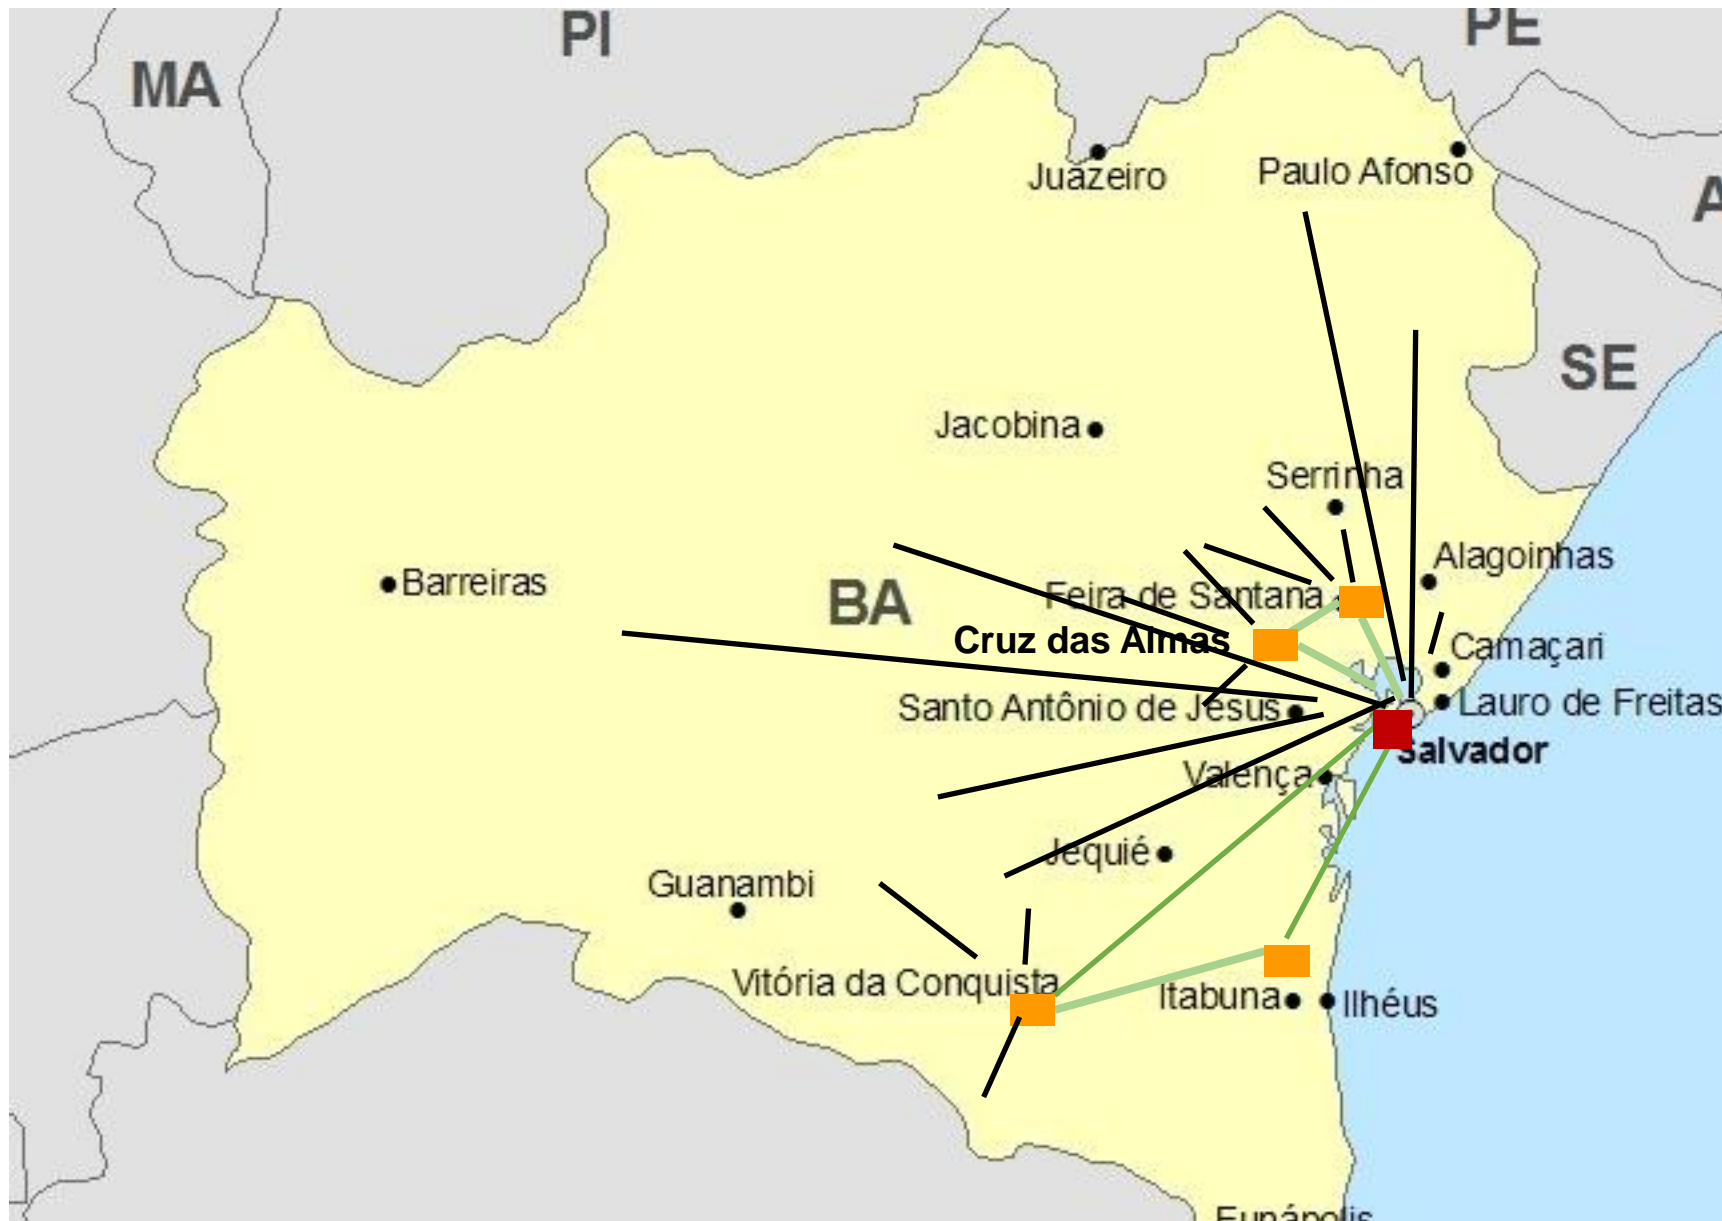 PI
PE
MA
Juazeiro
Paulo Afonso
A
SE
Jacobina
Serrinha
Alagoinhas
Barreiras
BA
Feira de Santana
Cruz das Almas
Camaçari
Santo Antônio de Jesus
Lauro de Freitas
Salvador
Valença
Jequié
Guanambi
Vitória da Conquista
Itabuna
Ilhéus
Eunápolis